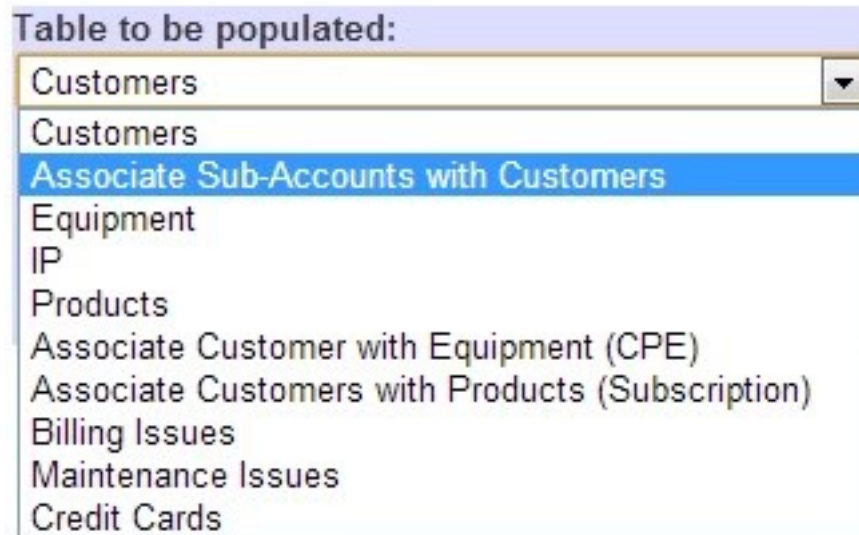 Table to be populated:
Customers
Customers
Associate Sub-Accounts with Customers
Equipment
IP
Products
Associate Customer with Equipment (CPE)
Associate Customers with Products (Subscription)
Billing Issues
Maintenance Issues
Credit Cards